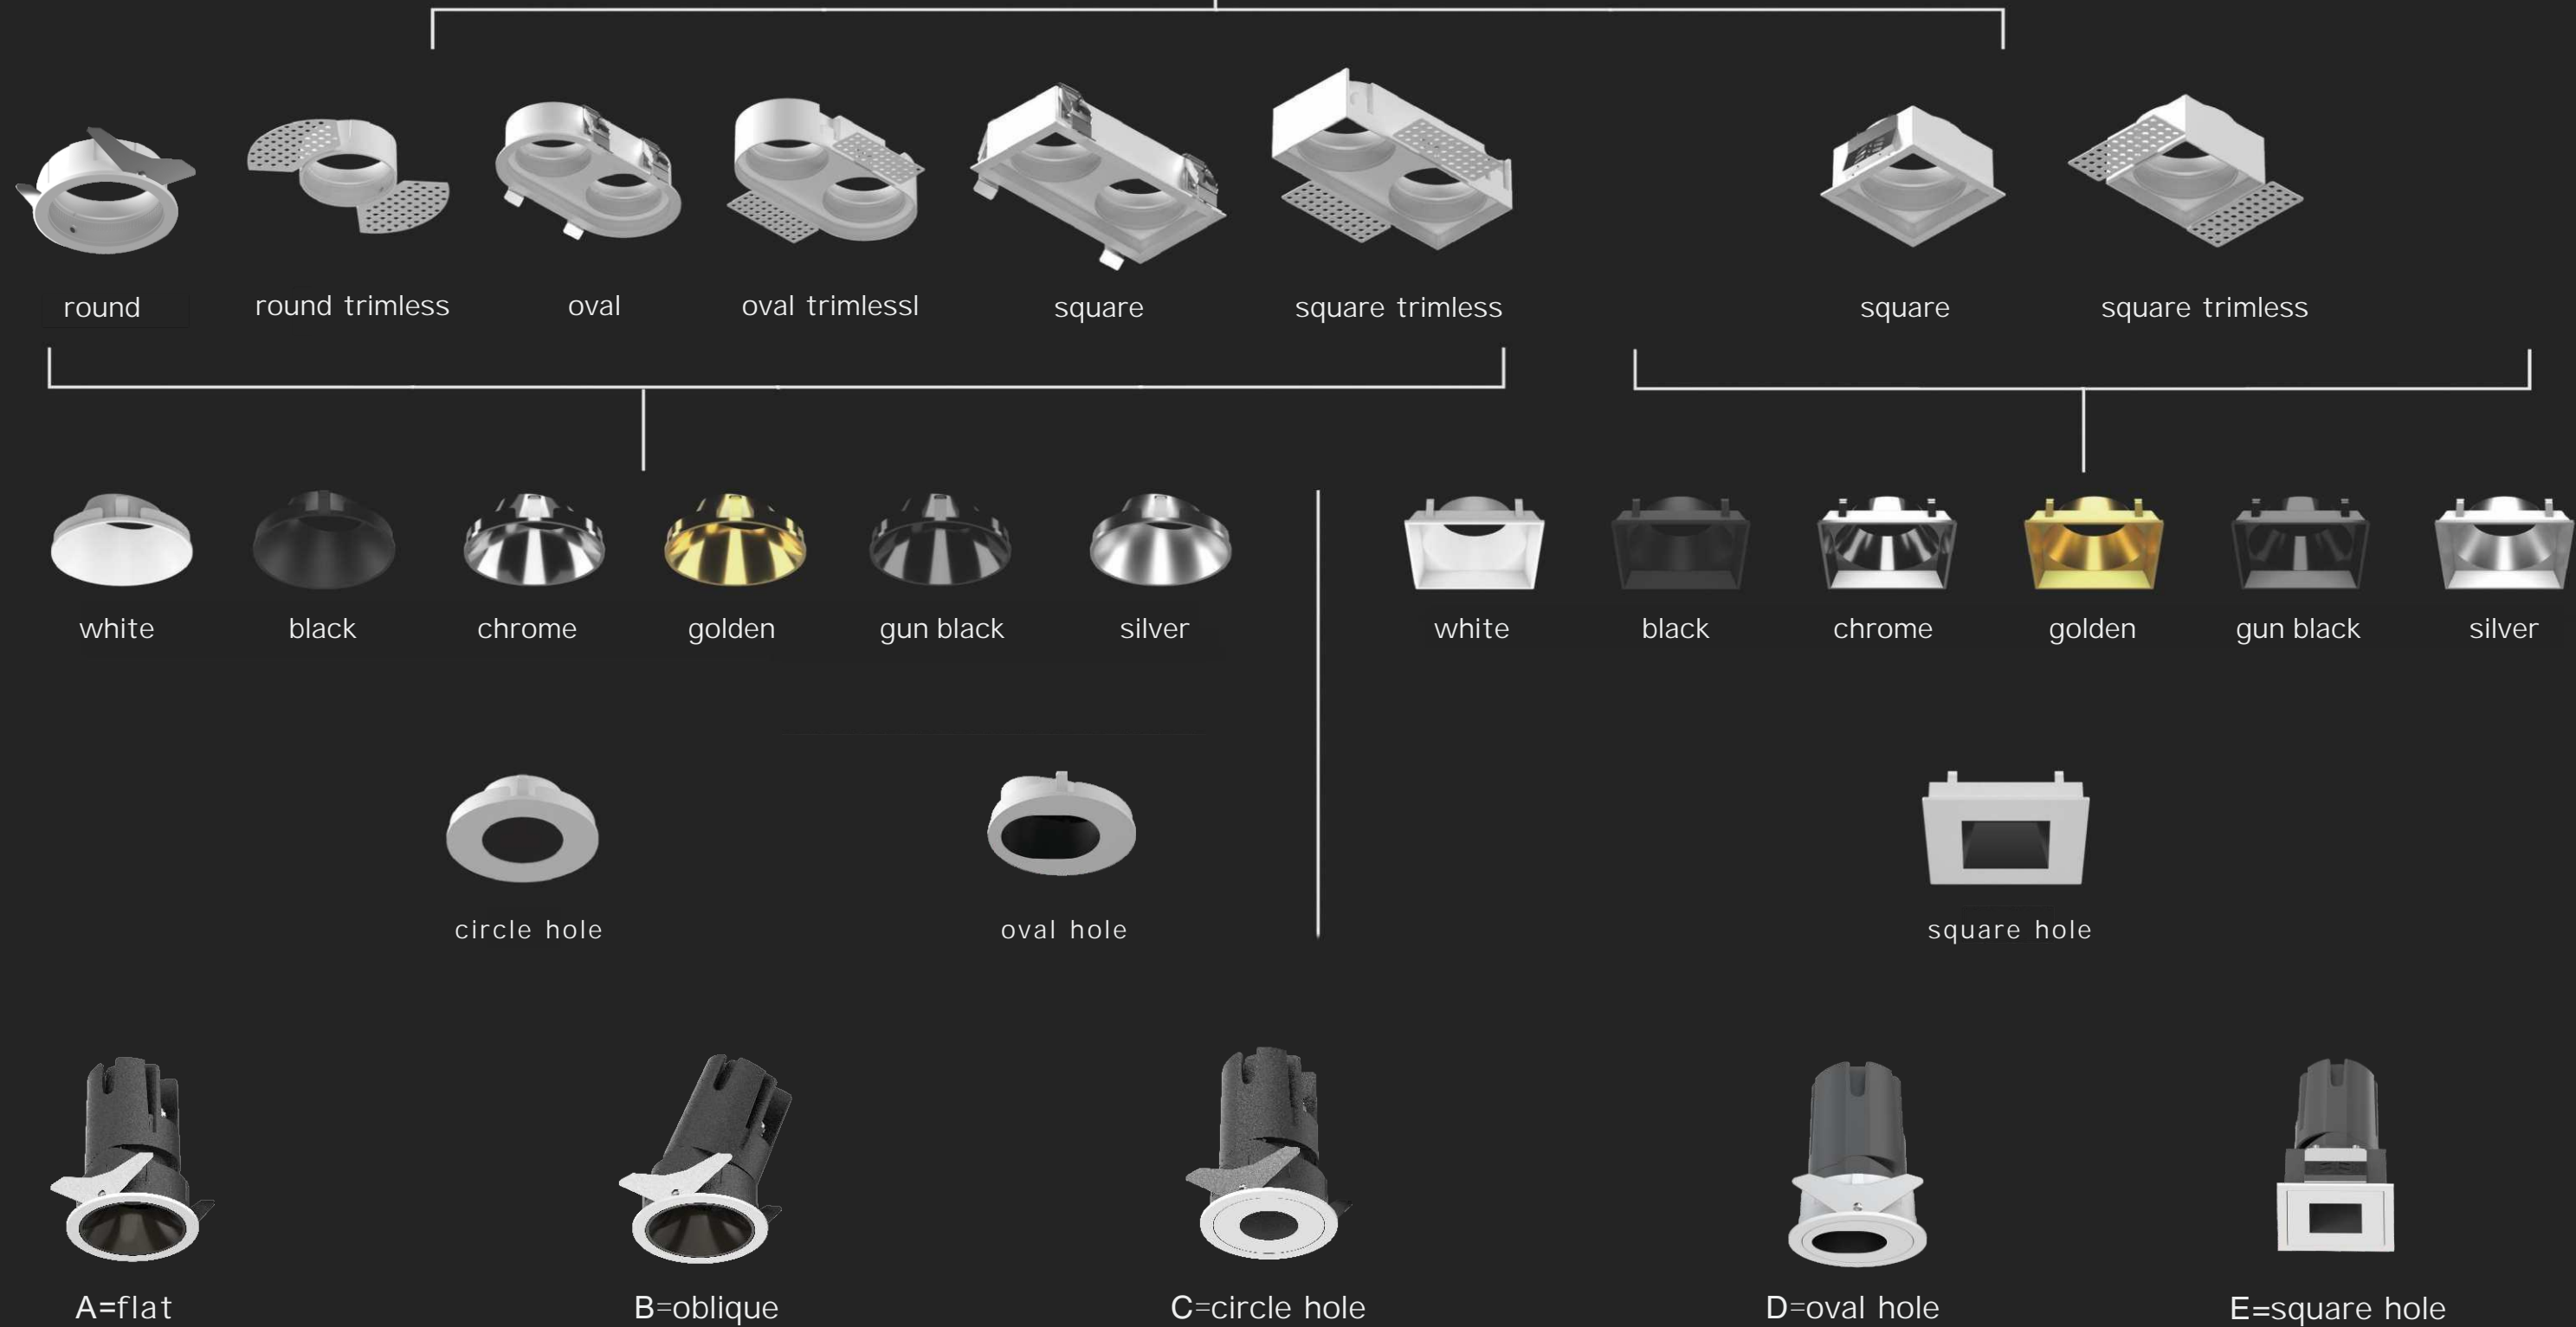 round
round trimless
oval
oval trimlessl
square
square trimless
square
square trimless
white
black
chrome
golden
gun black
silver
white
black
chrome
golden
gun black
silver
circle hole
oval hole
square hole
A=flat
B=oblique
C=circle hole
D=oval hole
E=square hole